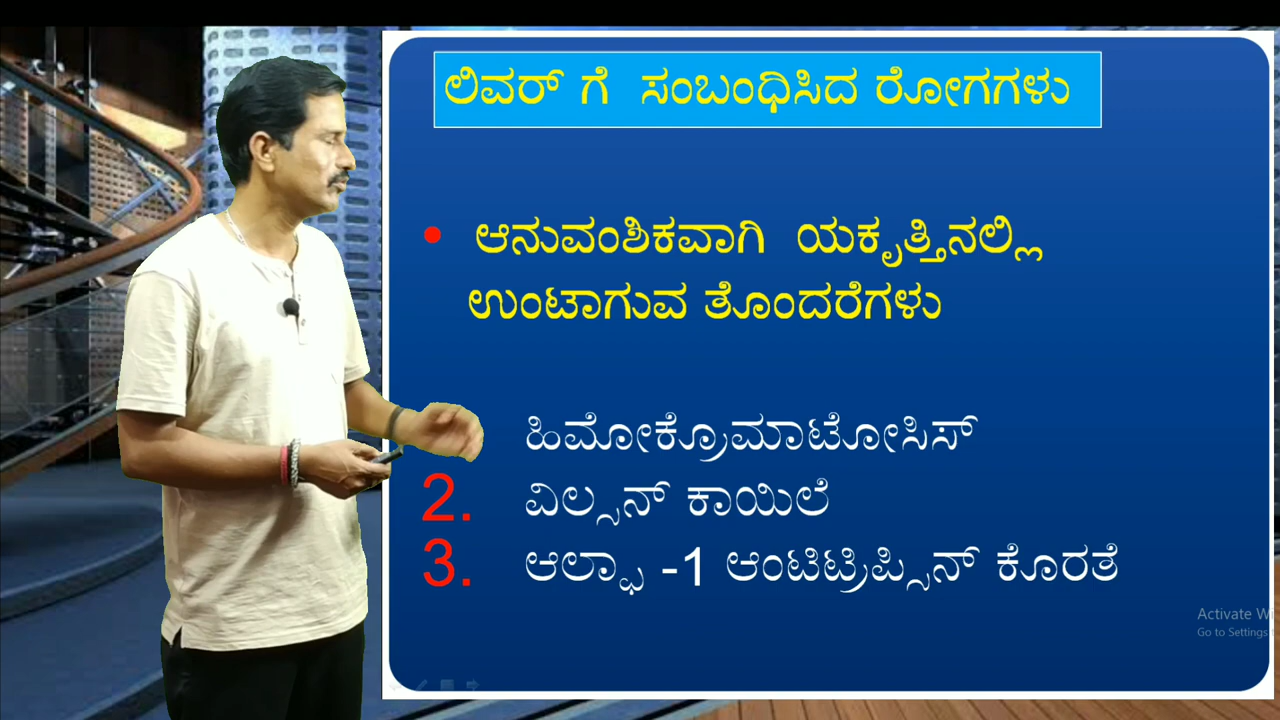 ಲಿವರ್ ಗೆ ಸಂಬಂಧಿಸಿದ ರೋಗಗಳು
• ಆನುವಂಶಿಕವಾಗಿ ಯಕೃತ್ತಿನಲ್ಲಿ
ಉಂಟಾಗುವ ತೊಂದರೆಗಳು
ಹಿಮೋಕ್ರೊಮಾಟೋಸಿಸ್
2. ವಿಲ್ಸನ್ ಕಾಯಿಲೆ
3. ಆಲ್ಫಾ -1 ಆಂಟಿಟ್ರಿಪ್ಸಿನ್ ಕೊರತೆ
Activate
Go to Settings